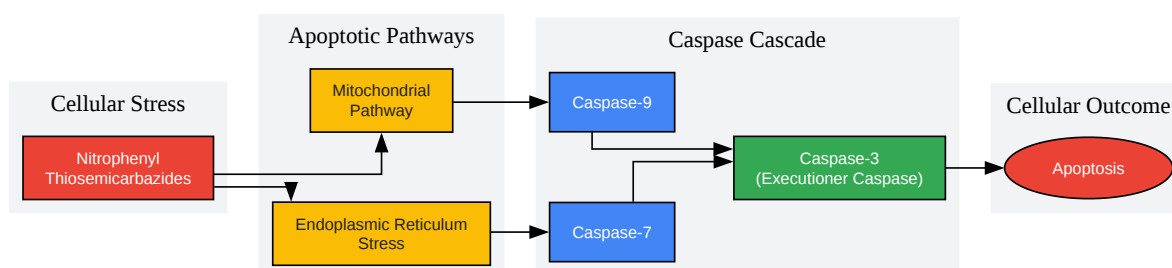 Cellular Stress
Nitrophenyl
Thiosemicarbazides
Apoptotic Pathways
Mitochondrial
Pathway
Endoplasmic Reticulum
Stress
Caspase Cascade
Caspase-9
Caspase-7
Caspase-3
(Executioner Caspase)
Cellular Outcome
Apoptosis